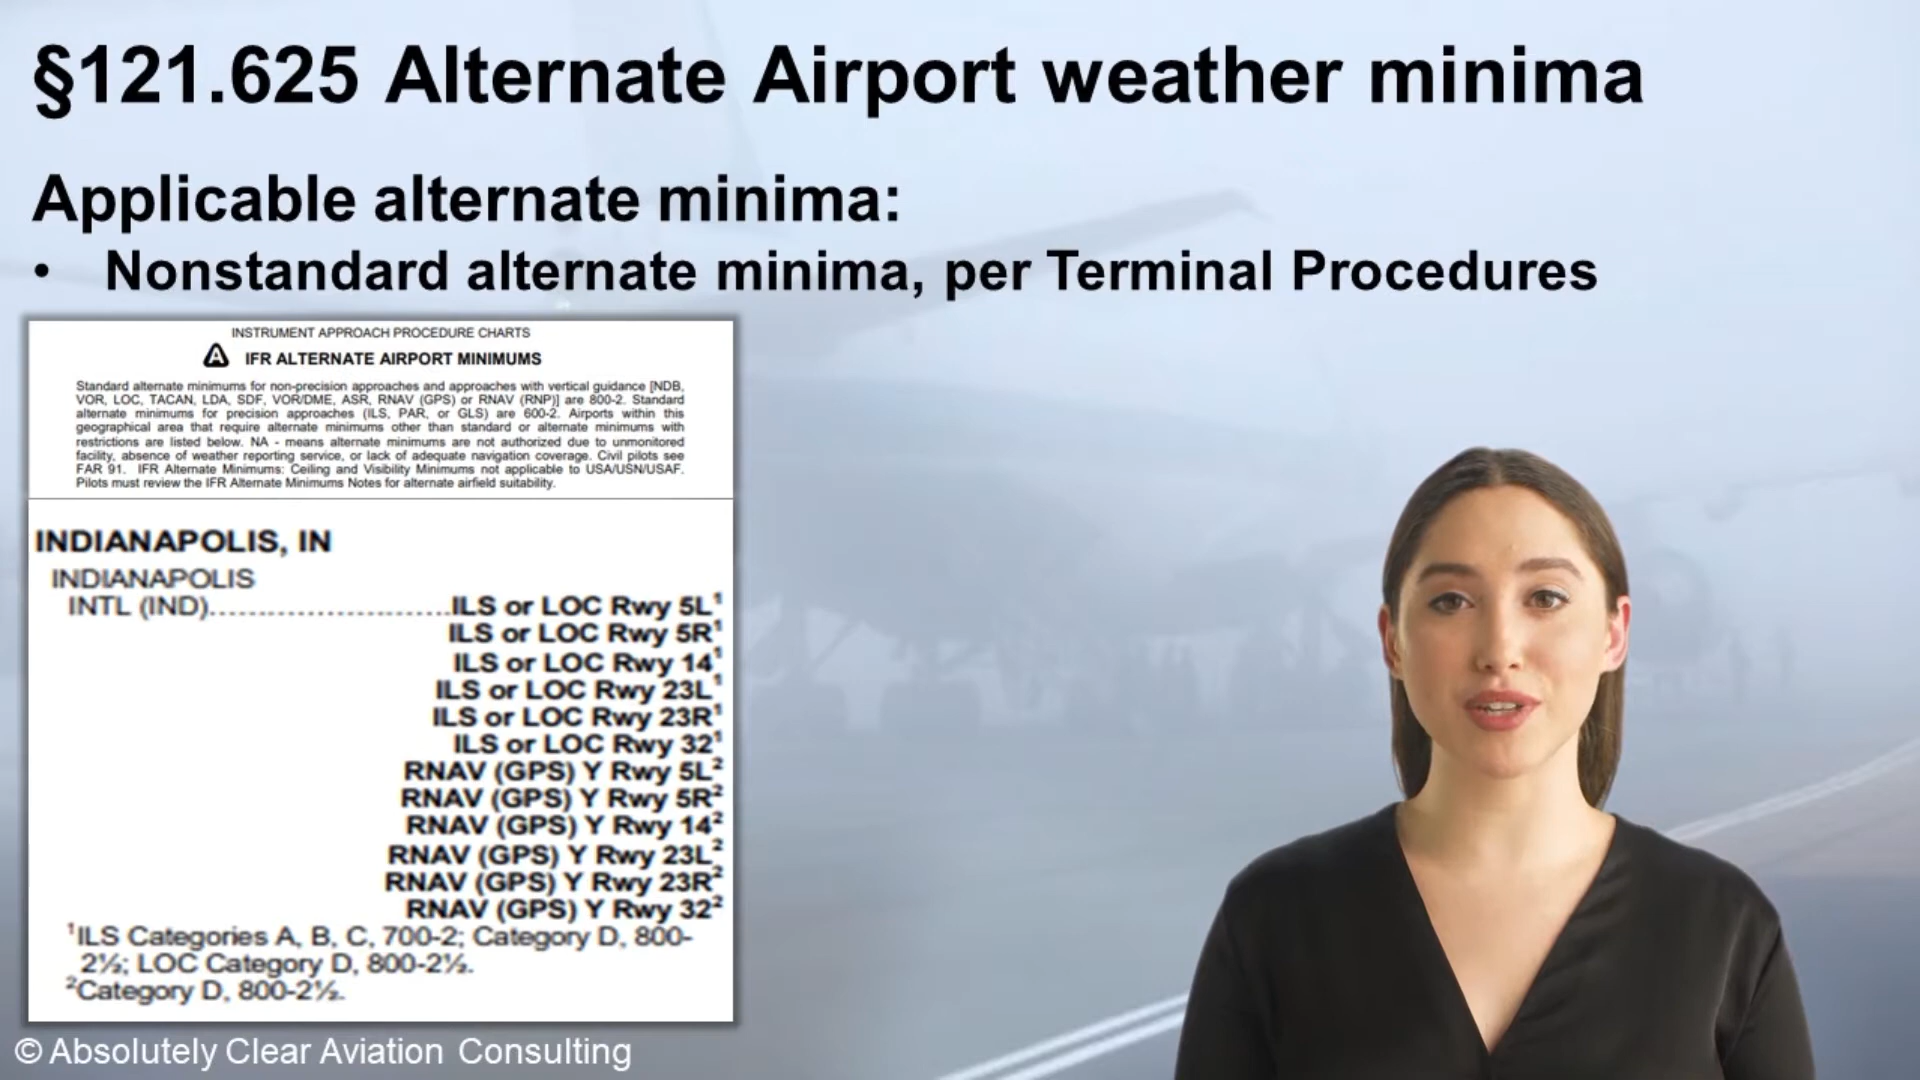 §121.625 Alternate Airport weather minima
Applicable alternate minima:
• Nonstandard alternate minima, per Terminal Procedures
INSTRUMENT APPROACH PROCEDURE CHARTS
A IFR ALTERNATE AIRPORT MINIMUMS
Standard alternate minimums for non-precision approaches and approaches with vertical guidance [NDB,
VOR, LOC, TACAN, LDA, SDF, VOR/DME, ASR, RNAV (GPS) or RNAV (RNP)] are 800-2. Standard
alternate minimums for precision approaches (ILS, PAR, or GLS) are 600-2. Airports within this
geographical area that require alternate minimums other than standard or alternate minimums with
restrictions are listed below. NA - means alternate minimums are not authorized due to unmonitored
facility, absence of weather reporting service, or lack of adequate navigation coverage. Civil pilots see
FAR 91. IFR Alternate Minimums: Ceiling and Visibility Minimums not applicable to USA/USN/USAF.
Pilots must review the IFR Alternate Minimums Notes for alternate airfield suitability.
INDIANAPOLIS, IN
INDIANAPOLIS
INTL (IND)..........................ILS or LOC Rwy 5L¹
ILS or LOC Rwy 5R¹
ILS or LOC Rwy 14¹
ILS or LOC Rwy 23L¹
ILS or LOC Rwy 23R¹
ILS or LOC Rwy 32¹
RNAV (GPS) Y Rwy 5L²
RNAV (GPS) Y Rwy 5R²
RNAV (GPS) Y Rwy 14²
RNAV (GPS) Y Rwy 23L²
RNAV (GPS) Y Rwy 23R²
RNAV (GPS) Y Rwy 32²
¹ILS Categories A, B, C, 700-2; Category D, 800-
2½; LOC Category D, 800-2½.
²Category D, 800-2½.
© Absolutely Clear Aviation Consulting